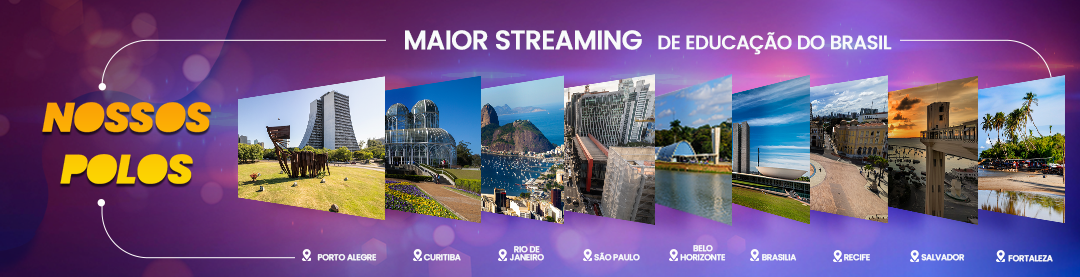 MAIOR STREAMING DE EDUCAÇÃO DO BRASIL
NOSSOS
POLOS
PORTO ALEGRE
CURITIBA
RIO DE
JANEIRO
SÃO PAULO
BELO
HORIZONTE
BRASILIA
RECIFE
SALVADOR
FORTALEZA